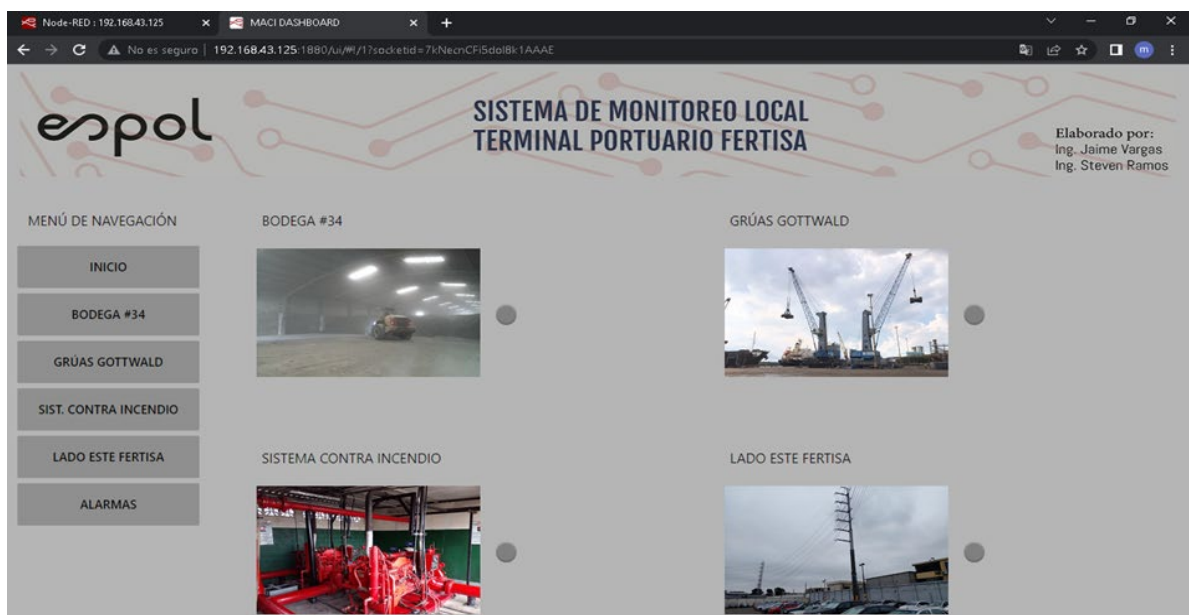 Node-RED : 192.168.43.125
MACI DASHBOARD
No es seguro
192.168.43.125:1880/ui/#!/1?socketid=7kNecnCFi5dol8k1AAAE
m
espol
SISTEMA DE MONITOREO LOCAL
TERMINAL PORTUARIO FERTISA
Elaborado por:
Ing. Jaime Vargas
Ing. Steven Ramos
MENÚ DE NAVEGACIÓN
INICIO
BODEGA #34
GRÚAS GOTTWALD
SIST. CONTRA INCENDIO
LADO ESTE FERTISA
ALARMAS
BODEGA #34
GRÚAS GOTTWALD
SISTEMA CONTRA INCENDIO
LADO ESTE FERTISA